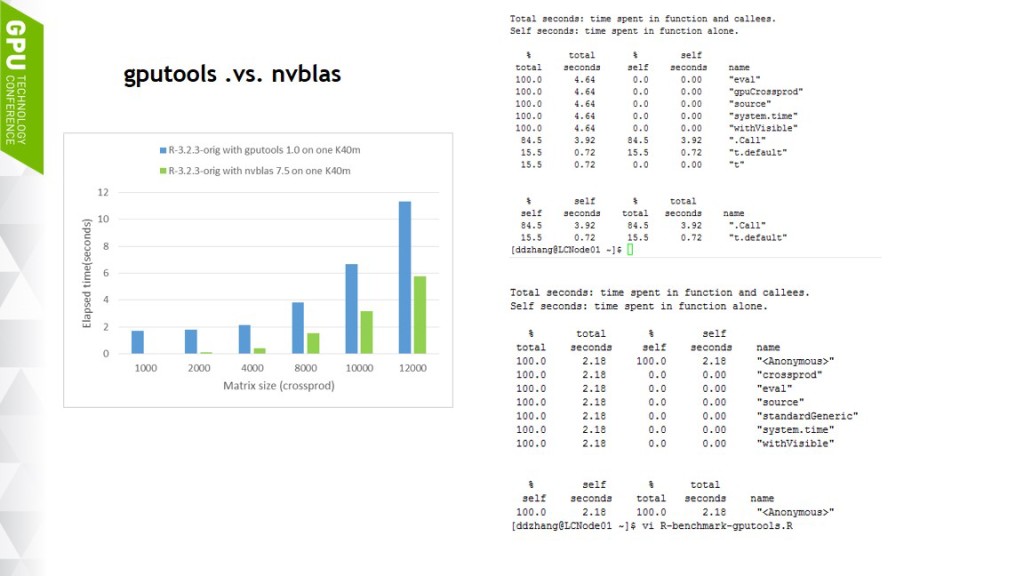 GPU TECHNOLOGY CONFERENCE
gputools .vs. nvblas
R-3.2.3-orig with gputools 1.0 on one K40m
R-3.2.3-orig with nvblas 7.5 on one K40m
Elapsed time(seconds)
12
10
8
6
4
2
0
1000 2000 4000 8000 10000 12000
Matrix size (crossprod)
Total seconds: time spent in function and callees.
Self seconds: time spent in function alone.
% total % self
total seconds self seconds name
100.0 4.64 0.0 0.00 "eval"
100.0 4.64 0.0 0.00 "gpuCrossprod"
100.0 4.64 0.0 0.00 "source"
100.0 4.64 0.0 0.00 "system.time"
100.0 4.64 0.0 0.00 "withVisible"
84.5 3.92 84.5 3.92 ".Call"
15.5 0.72 15.5 0.72 "t.default"
15.5 0.72 0.0 0.00 "t"
% self % total
self seconds total seconds name
84.5 3.92 84.5 3.92 ".Call"
15.5 0.72 15.5 0.72 "t.default"
[ddzhang@LCNode01 ~]$
Total seconds: time spent in function and callees.
Self seconds: time spent in function alone.
% total % self
total seconds self seconds name
100.0 2.18 100.0 2.18 "<Anonymous>"
100.0 2.18 0.0 0.00 "crossprod"
100.0 2.18 0.0 0.00 "eval"
100.0 2.18 0.0 0.00 "source"
100.0 2.18 0.0 0.00 "standardGeneric"
100.0 2.18 0.0 0.00 "system.time"
100.0 2.18 0.0 0.00 "withVisible"
% self % total
self seconds total seconds name
100.0 2.18 100.0 2.18 "<Anonymous>"
[ddzhang@LCNode01 ~]$ vi R-benchmark-gputools.R